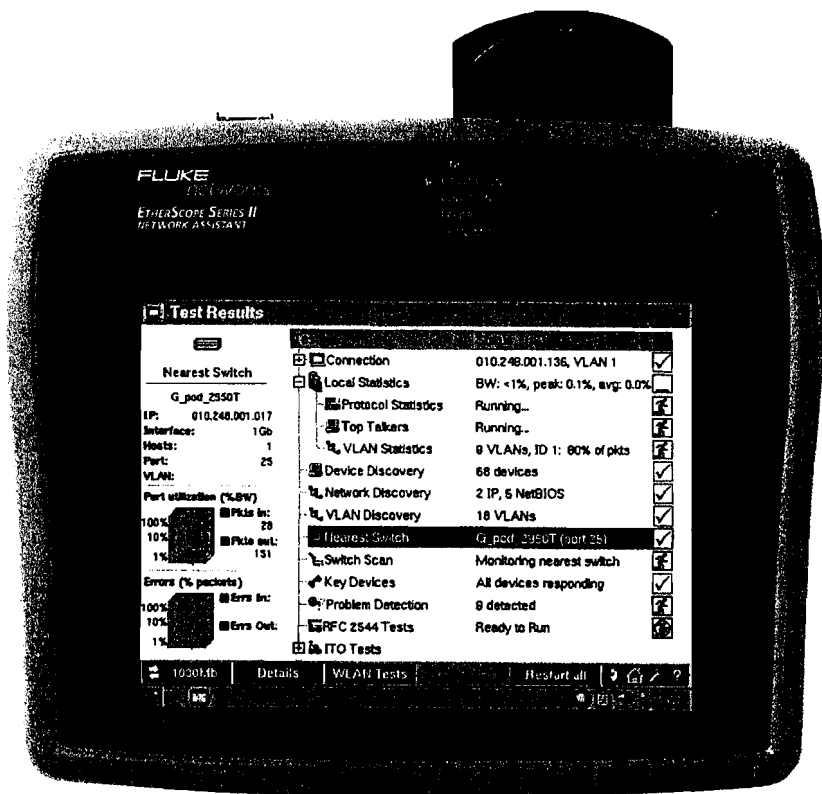 FLUKE
networks
ETHERSCOPE SERIES II
NETWORK ASSISTANT
Test Results
Nearest Switch
G_pod_2950T
IP: 010.248.001.017
Interface: 1Gb
Hosts: 1
Port: 25
VLAN:
Port utilization (%BW)
100%
10%
1%
Pkts in:
28
Pkts out:
131
Errors (% packets)
100%
10%
1%
Errs In:
Errs Out:
Connection 010.248.001.136, VLAN 1
Local Statistics BW: <1%, peak: 0.1%, avg: 0.0%
Protocol Statistics Running...
Top Talkers Running...
VLAN Statistics 9 VLANs, ID 1: 80% of pkts
Device Discovery 68 devices
Network Discovery 2 IP, 5 NetBIOS
VLAN Discovery 18 VLANs
Nearest Switch G_pod_2950T (port 25)
Switch Scan Monitoring nearest switch
Key Devices All devices responding
Problem Detection 9 detected
RFC 2544 Tests Ready to Run
ITO Tests
1000Mb Details WLAN Tests Restart all ?